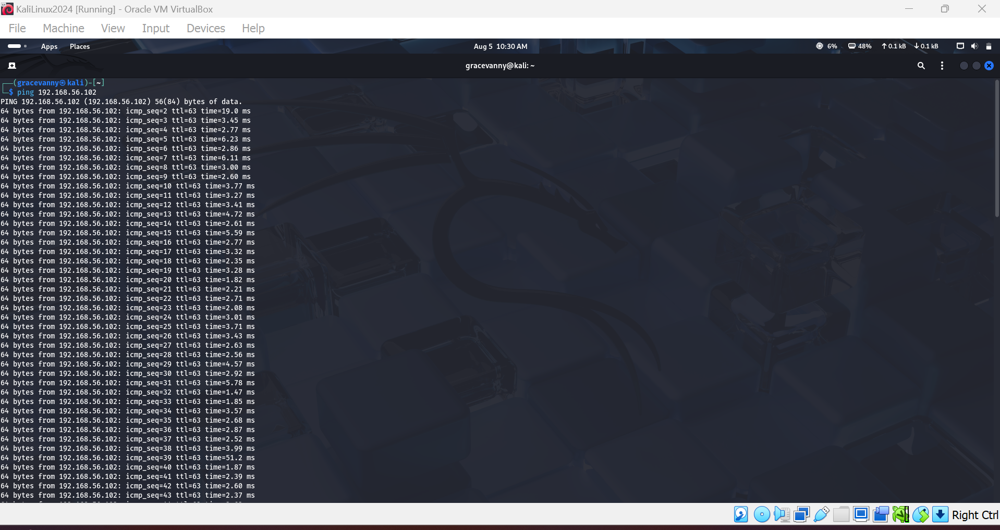 KaliLinux2024 [Running] - Oracle VM VirtualBox
File Machine View Input Devices Help
Apps Places Aug 5 10:30 AM 6% 48% ↑0.1 kB ↓0.1 kB
gracevanny@kali: ~
┌──(gracevanny㉿kali)-[~]
└─$ ping 192.168.56.102
PING 192.168.56.102 (192.168.56.102) 56(84) bytes of data.
64 bytes from 192.168.56.102: icmp_seq=2 ttl=63 time=19.0 ms
64 bytes from 192.168.56.102: icmp_seq=3 ttl=63 time=3.45 ms
64 bytes from 192.168.56.102: icmp_seq=4 ttl=63 time=2.77 ms
64 bytes from 192.168.56.102: icmp_seq=5 ttl=63 time=6.23 ms
64 bytes from 192.168.56.102: icmp_seq=6 ttl=63 time=2.86 ms
64 bytes from 192.168.56.102: icmp_seq=7 ttl=63 time=6.11 ms
64 bytes from 192.168.56.102: icmp_seq=8 ttl=63 time=3.00 ms
64 bytes from 192.168.56.102: icmp_seq=9 ttl=63 time=2.60 ms
64 bytes from 192.168.56.102: icmp_seq=10 ttl=63 time=3.77 ms
64 bytes from 192.168.56.102: icmp_seq=11 ttl=63 time=3.27 ms
64 bytes from 192.168.56.102: icmp_seq=12 ttl=63 time=3.41 ms
64 bytes from 192.168.56.102: icmp_seq=13 ttl=63 time=4.72 ms
64 bytes from 192.168.56.102: icmp_seq=14 ttl=63 time=2.61 ms
64 bytes from 192.168.56.102: icmp_seq=15 ttl=63 time=5.59 ms
64 bytes from 192.168.56.102: icmp_seq=16 ttl=63 time=2.77 ms
64 bytes from 192.168.56.102: icmp_seq=17 ttl=63 time=3.32 ms
64 bytes from 192.168.56.102: icmp_seq=18 ttl=63 time=2.35 ms
64 bytes from 192.168.56.102: icmp_seq=19 ttl=63 time=3.28 ms
64 bytes from 192.168.56.102: icmp_seq=20 ttl=63 time=1.82 ms
64 bytes from 192.168.56.102: icmp_seq=21 ttl=63 time=2.21 ms
64 bytes from 192.168.56.102: icmp_seq=22 ttl=63 time=2.71 ms
64 bytes from 192.168.56.102: icmp_seq=23 ttl=63 time=2.08 ms
64 bytes from 192.168.56.102: icmp_seq=24 ttl=63 time=3.01 ms
64 bytes from 192.168.56.102: icmp_seq=25 ttl=63 time=3.71 ms
64 bytes from 192.168.56.102: icmp_seq=26 ttl=63 time=3.43 ms
64 bytes from 192.168.56.102: icmp_seq=27 ttl=63 time=2.63 ms
64 bytes from 192.168.56.102: icmp_seq=28 ttl=63 time=2.56 ms
64 bytes from 192.168.56.102: icmp_seq=29 ttl=63 time=4.57 ms
64 bytes from 192.168.56.102: icmp_seq=30 ttl=63 time=2.92 ms
64 bytes from 192.168.56.102: icmp_seq=31 ttl=63 time=5.78 ms
64 bytes from 192.168.56.102: icmp_seq=32 ttl=63 time=1.47 ms
64 bytes from 192.168.56.102: icmp_seq=33 ttl=63 time=1.85 ms
64 bytes from 192.168.56.102: icmp_seq=34 ttl=63 time=3.57 ms
64 bytes from 192.168.56.102: icmp_seq=35 ttl=63 time=2.68 ms
64 bytes from 192.168.56.102: icmp_seq=36 ttl=63 time=2.87 ms
64 bytes from 192.168.56.102: icmp_seq=37 ttl=63 time=2.52 ms
64 bytes from 192.168.56.102: icmp_seq=38 ttl=63 time=3.99 ms
64 bytes from 192.168.56.102: icmp_seq=39 ttl=63 time=51.2 ms
64 bytes from 192.168.56.102: icmp_seq=40 ttl=63 time=1.87 ms
64 bytes from 192.168.56.102: icmp_seq=41 ttl=63 time=2.39 ms
64 bytes from 192.168.56.102: icmp_seq=42 ttl=63 time=2.60 ms
64 bytes from 192.168.56.102: icmp_seq=43 ttl=63 time=2.37 ms
Right Ctrl